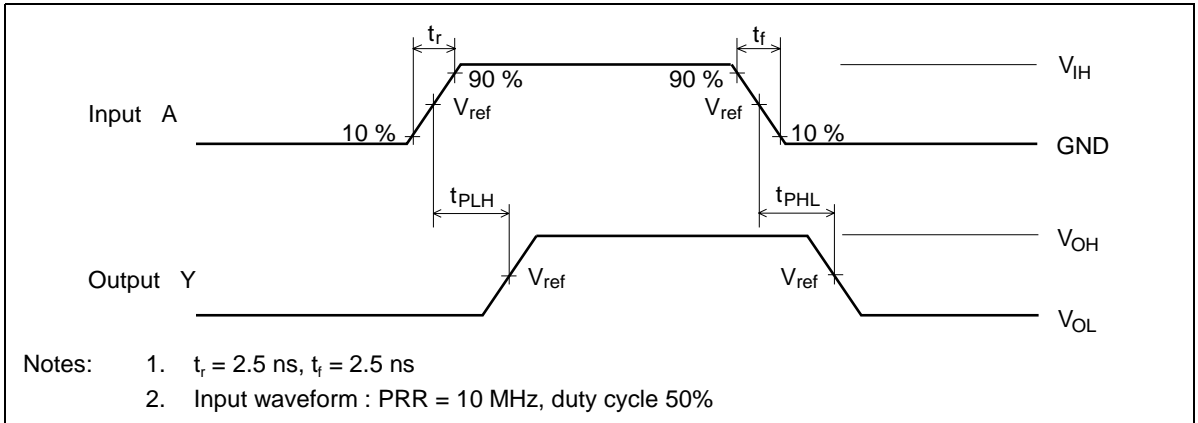 tr tf
90 % 90 % VIH
Input A Vref Vref
10 % 10 % GND
tPLH tPHL
VOH
Output Y Vref Vref
VOL
Notes: 1. tr = 2.5 ns, tf = 2.5 ns
2. Input waveform : PRR = 10 MHz, duty cycle 50%